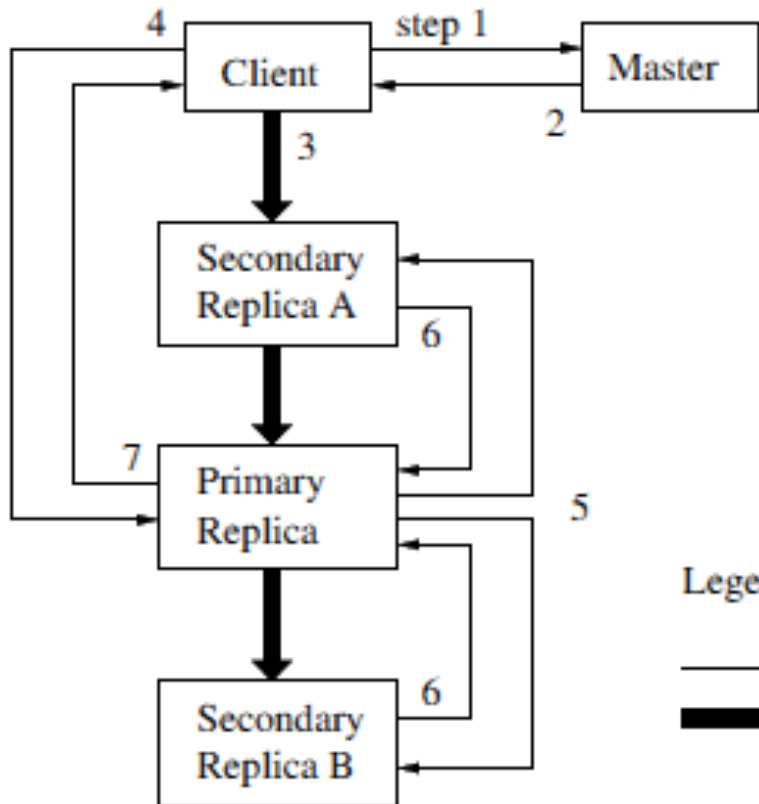 4
step 1
Client
Master
2
3
Secondary
Replica A
6
7
Primary
Replica
5
Lege
6
Secondary
Replica B